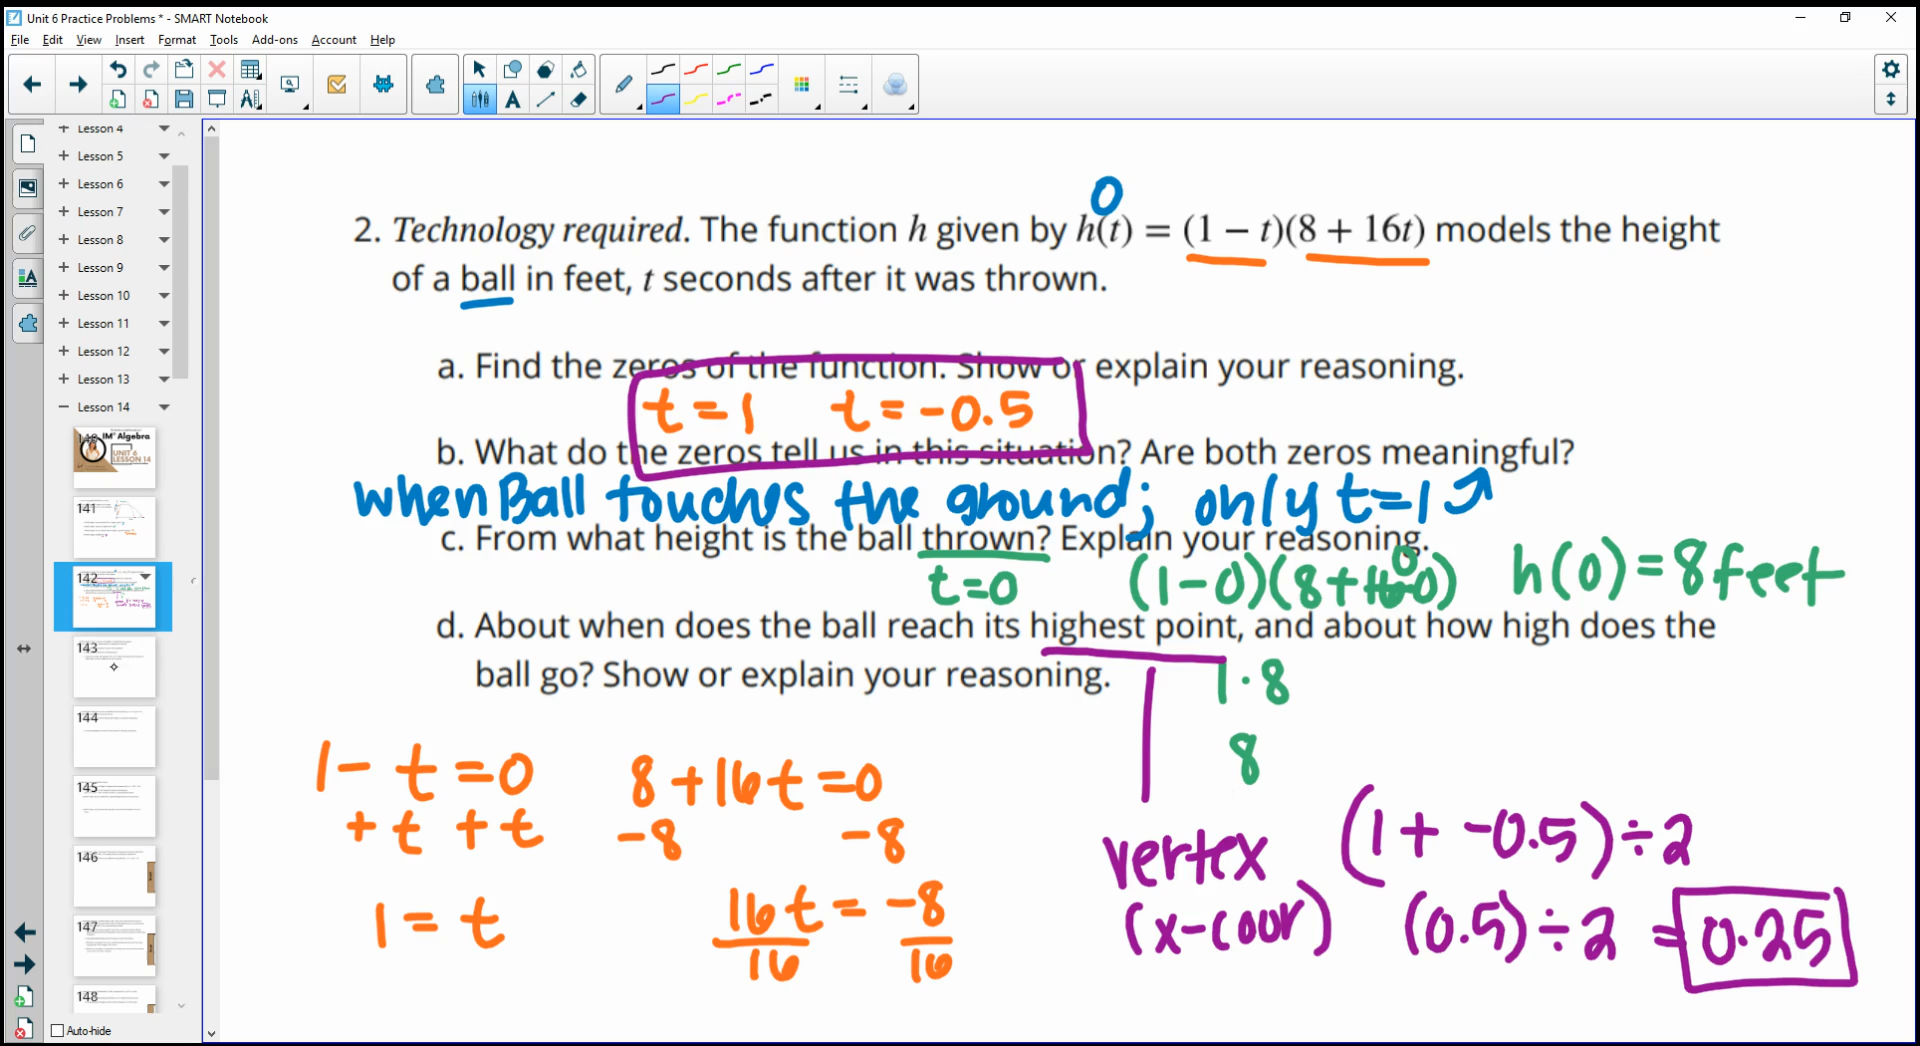 Unit 6 Practice Problems * - SMART Notebook
File Edit View Insert Format Tools Add-ons Account Help
Lesson 4
Lesson 5
Lesson 6
Lesson 7
Lesson 8
Lesson 9
Lesson 10
Lesson 11
Lesson 12
Lesson 13
Lesson 14
IM Algebra
UNIT 6
LESSON 14
141
142
143
144
145
146
147
148
Auto-hide
0
2. Technology required. The function h given by h(t) = (1 − t)(8 + 16t) models the height
of a ball in feet, t seconds after it was thrown.
a. Find the zeros of the function. Show or explain your reasoning.
t = 1 t = -0.5
b. What do the zeros tell us in this situation? Are both zeros meaningful?
when Ball touches the ground; only t=1
c. From what height is the ball thrown? Explain your reasoning.
t=0 (1-0)(8+16·0) h(0)=8feet
0
d. About when does the ball reach its highest point, and about how high does the
ball go? Show or explain your reasoning.
1·8
8
1- t =0 8 +16t =0
+ t + t -8 -8
1 = t 16t = -8
16 16
vertex (1 + -0.5)÷2
(x-coor) (0.5)÷2 = 0.25